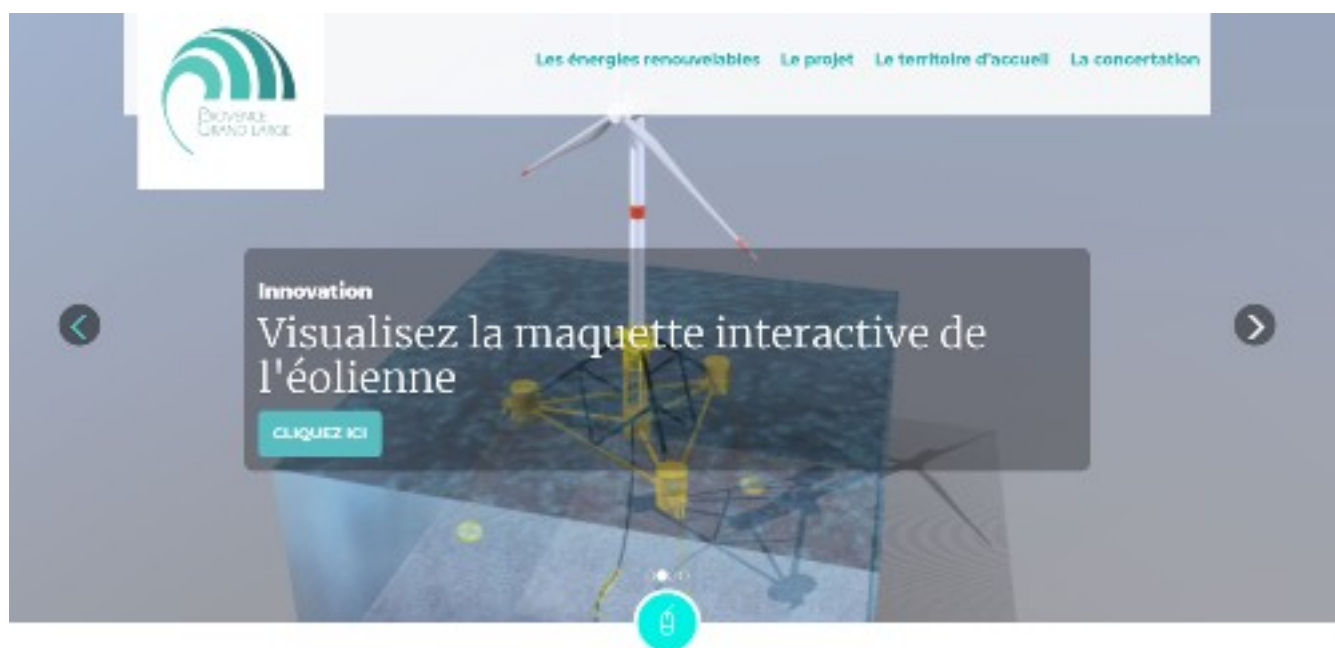 PROVENCE
GRAND LARGE
Les énergies renouvelables Le projet Le territoire d'accueil La concertation
Innovation
Visualisez la maquette interactive de
l'éolienne
CLIQUEZ ICI